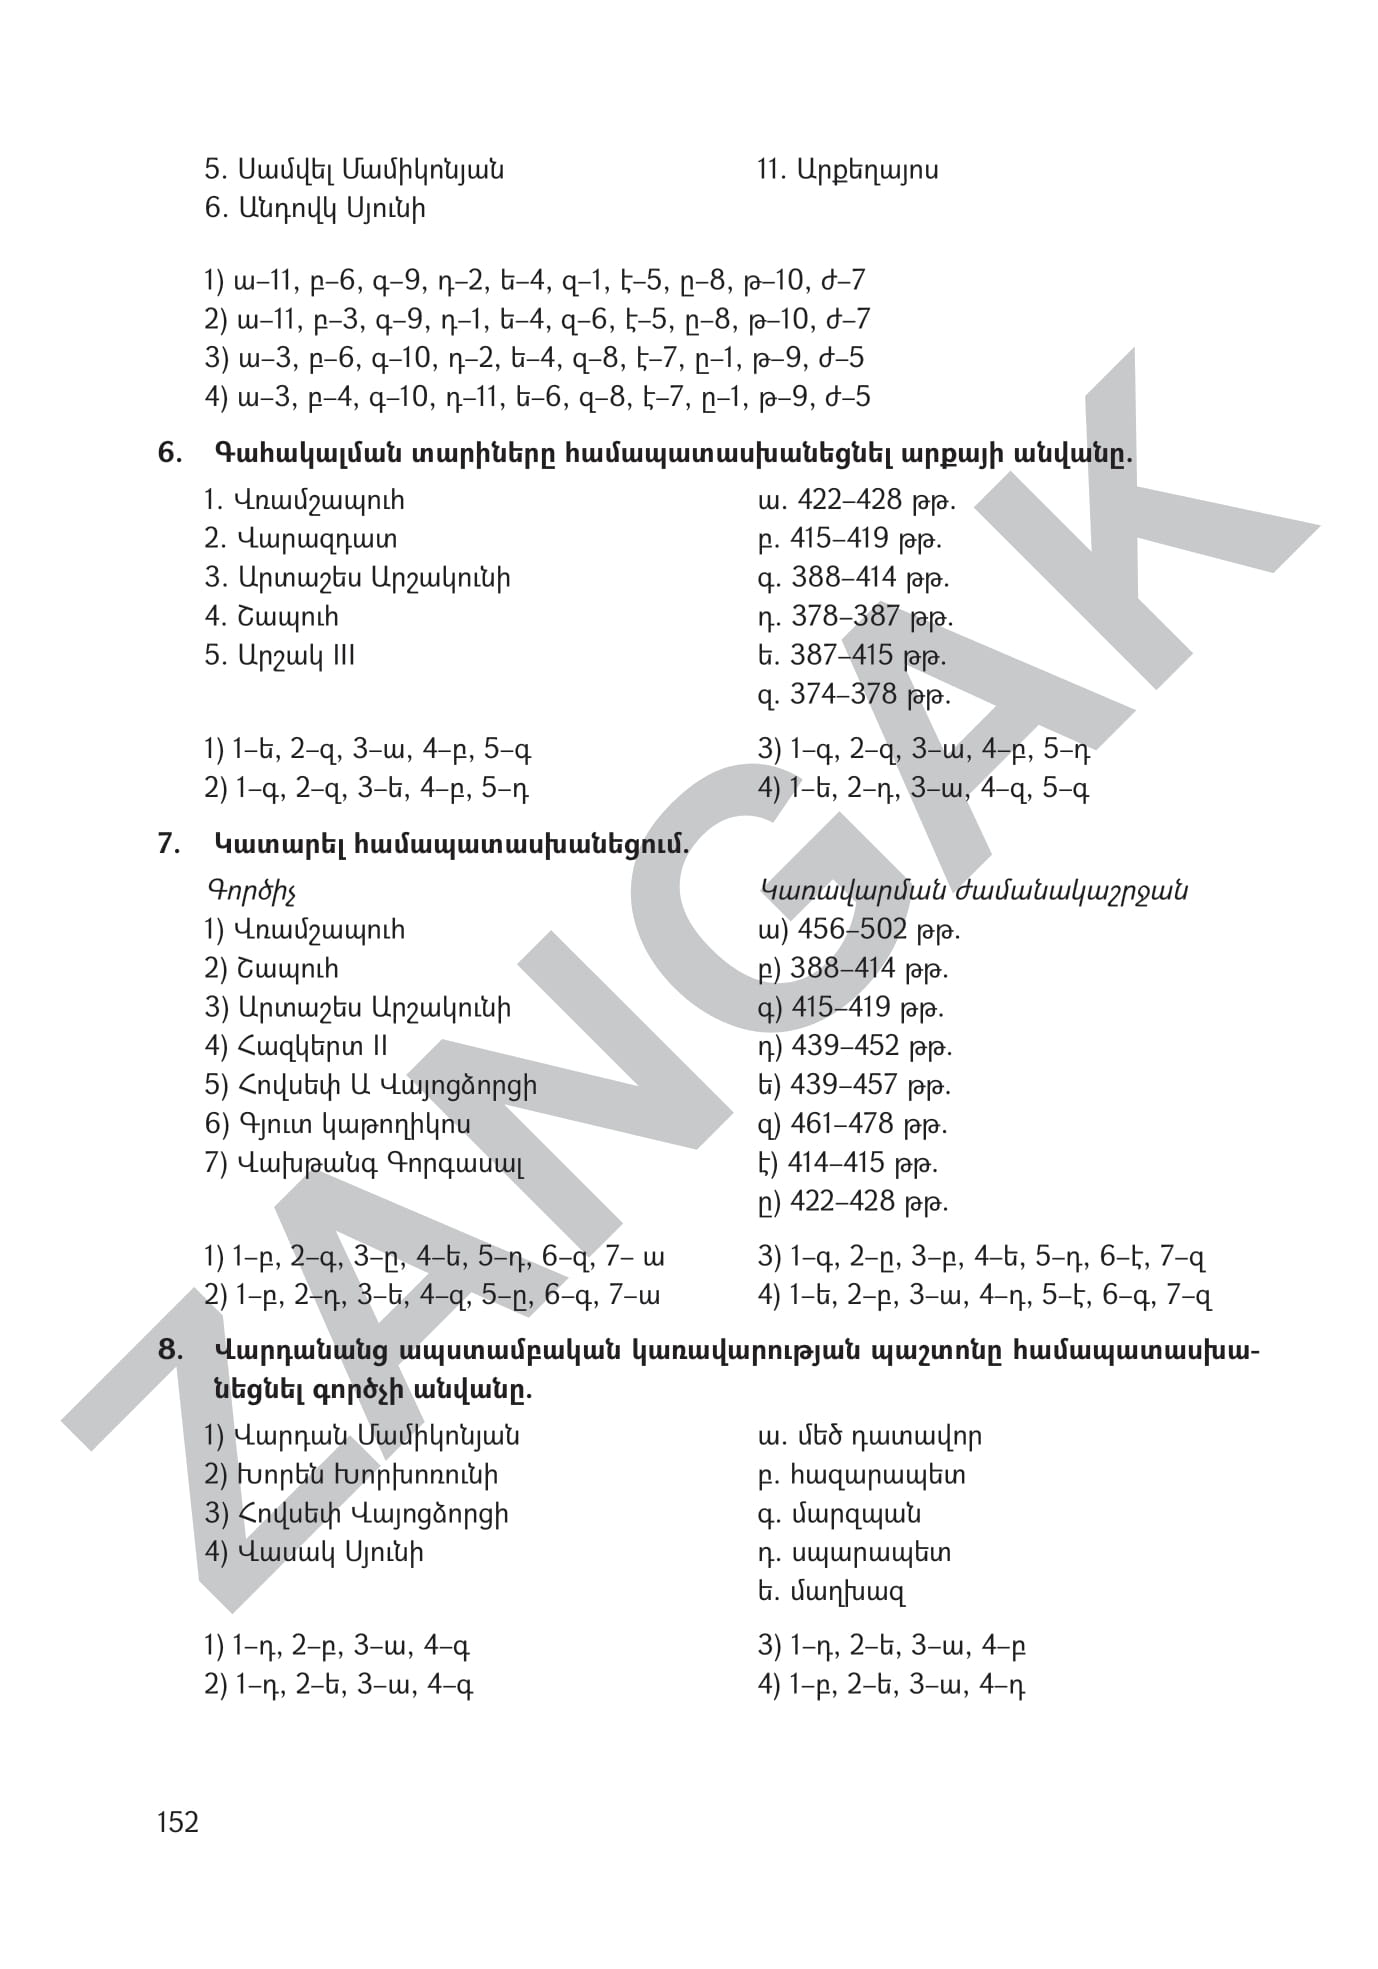 5. Սամվել Մամիկոնյան
11. Արքեղայոս
6. Անդովկ Սյունի
1) ա–11, բ–6, գ–9, դ–2, ե–4, զ–1, է–5, ը–8, թ–10, ժ–7
2) ա–11, բ–3, գ–9, դ–1, ե–4, զ–6, է–5, ը–8, թ–10, ժ–7
3) ա–3, բ–6, գ–10, դ–2, ե–4, զ–8, է–7, ը–1, թ–9, ժ–5
4) ա–3, բ–4, գ–10, դ–11, ե–6, զ–8, է–7, ը–1, թ–9, ժ–5
6. Գահակալման տարիները համապատասխանեցնել արքայի անվանը.
1. Վռամշապուհ
2. Վարազդատ
3. Արտաշես Արշակունի
4. Շապուհ
5. Արշակ III
ա. 422–428 թթ.
բ. 415–419 թթ.
գ. 388–414 թթ.
դ. 378–387 թթ.
ե. 387–415 թթ.
զ. 374–378 թթ.
1) 1–ե, 2–զ, 3–ա, 4–բ, 5–գ
2) 1–գ, 2–զ, 3–ե, 4–բ, 5–դ
3) 1–գ, 2–զ, 3–ա, 4–բ, 5–դ
4) 1–ե, 2–դ, 3–ա, 4–զ, 5–գ
7. Կատարել համապատասխանեցում.
Գործիչ
1) Վռամշապուհ
2) Շապուհ
3) Արտաշես Արշակունի
4) Հազկերտ II
5) Հովսեփ Ա Վայոցձորցի
6) Գյուտ կաթողիկոս
7) Վախթանգ Գորգասալ
Կառավարման ժամանակաշրջան
ա) 456–502 թթ.
բ) 388–414 թթ.
գ) 415–419 թթ.
դ) 439–452 թթ.
ե) 439–457 թթ.
զ) 461–478 թթ.
է) 414–415 թթ.
ը) 422–428 թթ.
1) 1–բ, 2–գ, 3–ը, 4–ե, 5–դ, 6–զ, 7– ա
2) 1–բ, 2–դ, 3–ե, 4–զ, 5–ը, 6–գ, 7–ա
3) 1–գ, 2–ը, 3–բ, 4–ե, 5–դ, 6–է, 7–զ
4) 1–ե, 2–բ, 3–ա, 4–դ, 5–է, 6–գ, 7–զ
8. Վարդանանց ապստամբական կառավարության պաշտոնը համապատասխա-
նեցնել գործչի անվանը.
1) Վարդան Մամիկոնյան
2) Խորեն Խորխոռունի
3) Հովսեփ Վայոցձորցի
4) Վասակ Սյունի
ա. մեծ դատավոր
բ. հազարապետ
գ. մարզպան
դ. սպարապետ
ե. մաղխազ
1) 1–դ, 2–բ, 3–ա, 4–գ
2) 1–դ, 2–ե, 3–ա, 4–գ
3) 1–դ, 2–ե, 3–ա, 4–բ
4) 1–բ, 2–ե, 3–ա, 4–դ
152
ZANGAK